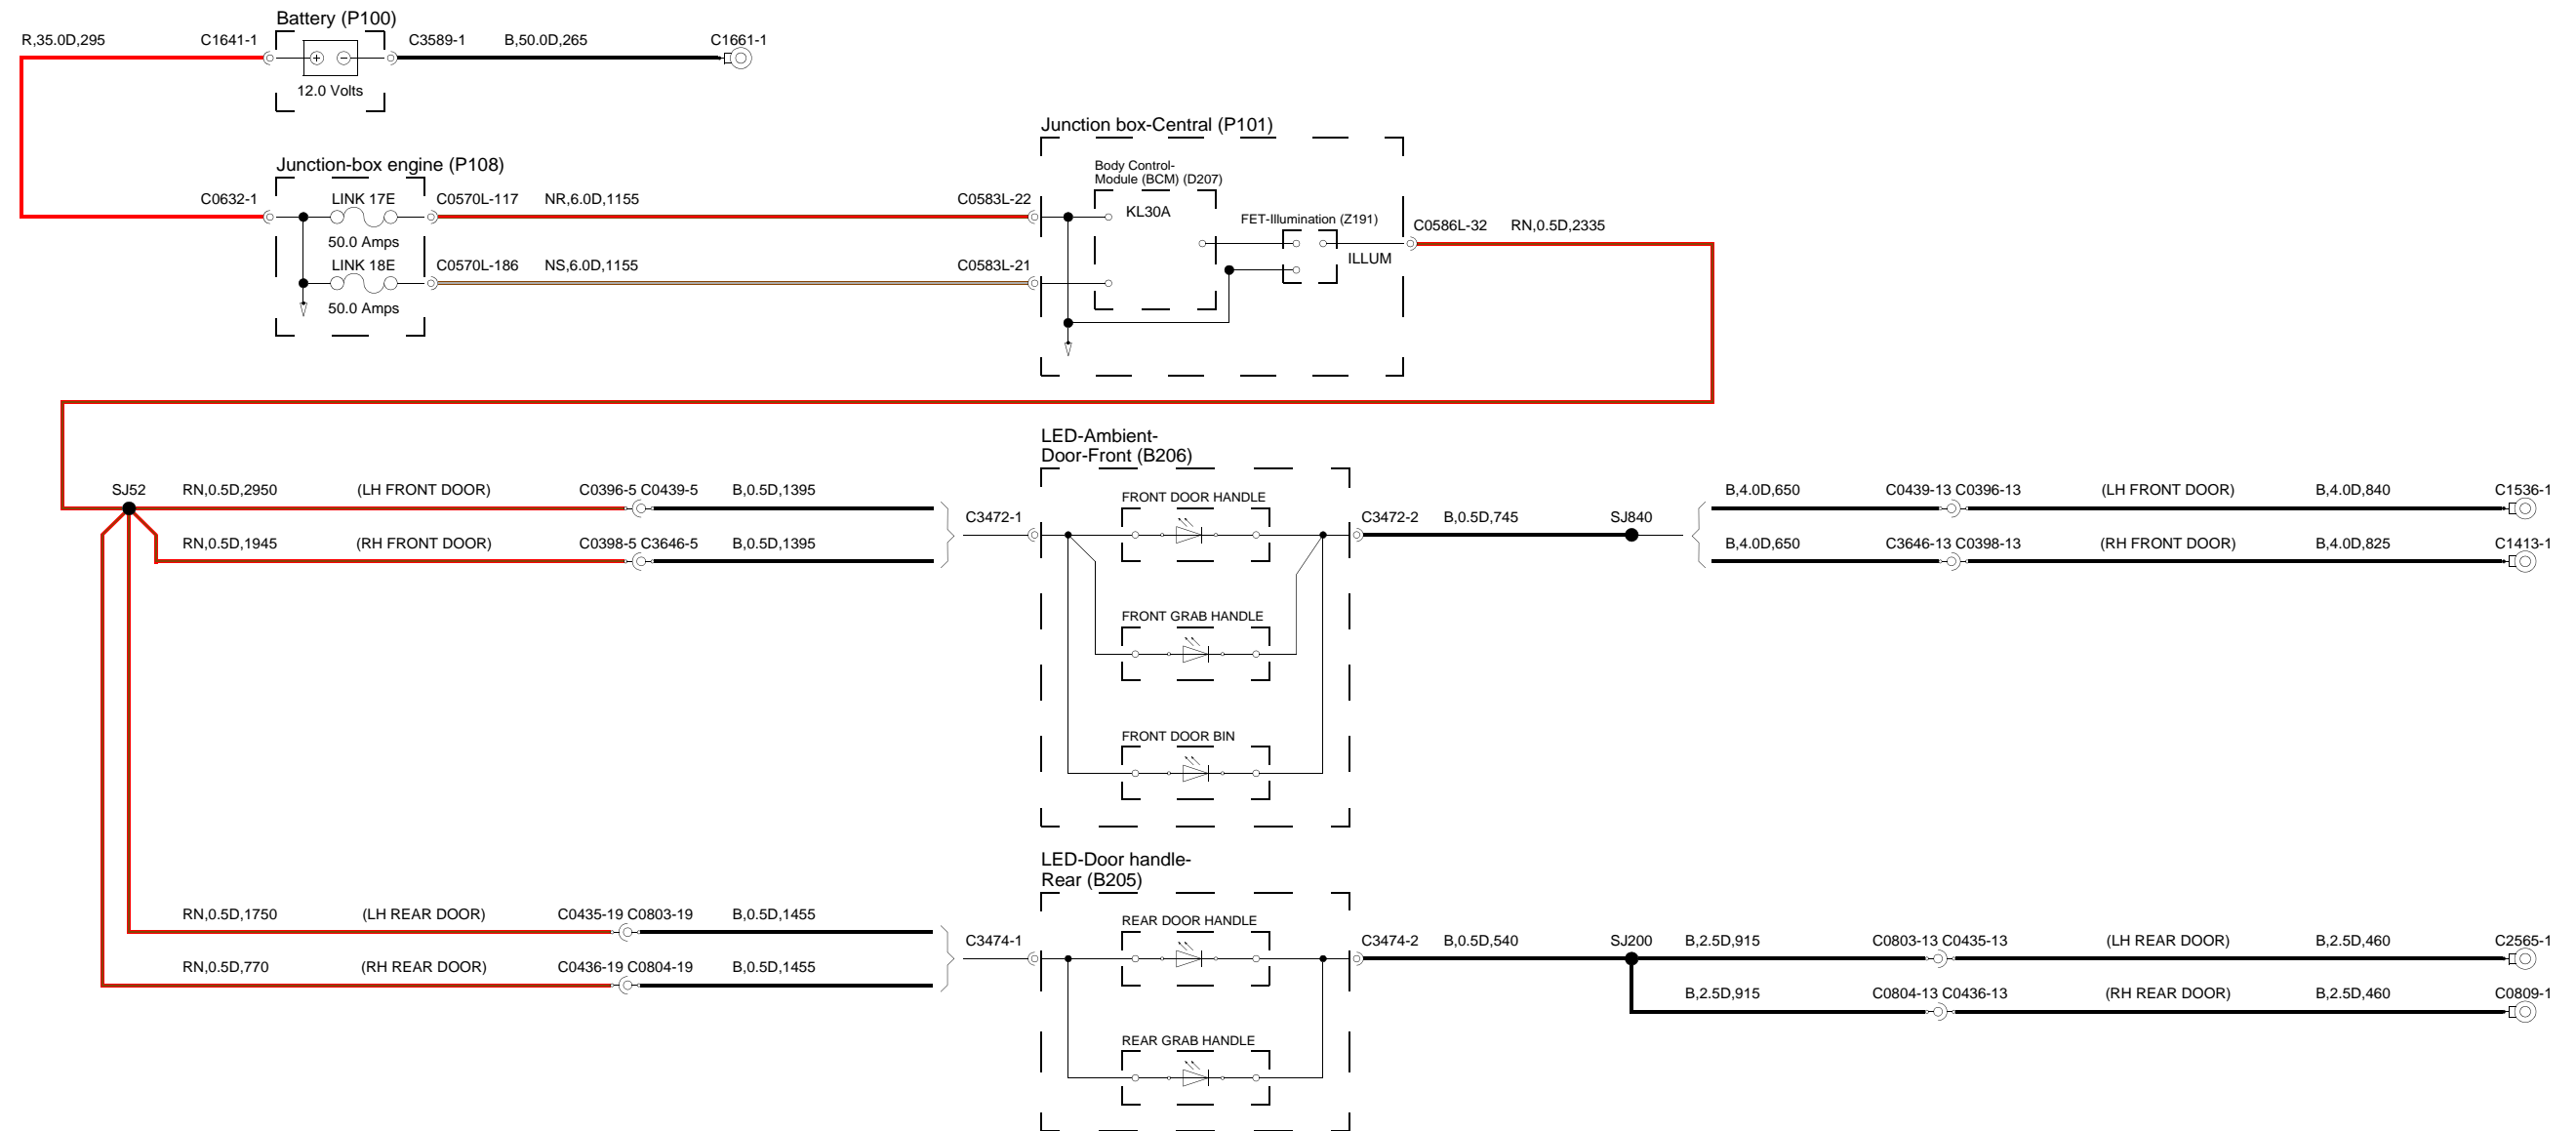 Battery (P100)
R,35.0D,295 C1641-1 C3589-1 B,50.0D,265 C1661-1
12.0 Volts
Junction box-Central (P101)
Junction-box engine (P108)
Body Control-
Module (BCM) (D207)
C0632-1 LINK 17E C0570L-117 NR,6.0D,1155 C0583L-22
KL30A
FET-Illumination (Z191)
C0586L-32 RN,0.5D,2335
50.0 Amps
ILLUM
LINK 18E C0570L-186 NS,6.0D,1155 C0583L-21
50.0 Amps
LED-Ambient-
Door-Front (B206)
SJ52 RN,0.5D,2950 (LH FRONT DOOR) C0396-5 C0439-5 B,0.5D,1395
FRONT DOOR HANDLE
B,4.0D,650 C0439-13 C0396-13 (LH FRONT DOOR) B,4.0D,840 C1536-1
C3472-1 C3472-2 B,0.5D,745 SJ840
RN,0.5D,1945 (RH FRONT DOOR) C0398-5 C3646-5 B,0.5D,1395
B,4.0D,650 C3646-13 C0398-13 (RH FRONT DOOR) B,4.0D,825 C1413-1
FRONT GRAB HANDLE
FRONT DOOR BIN
LED-Door handle-
Rear (B205)
RN,0.5D,1750 (LH REAR DOOR) C0435-19 C0803-19 B,0.5D,1455
REAR DOOR HANDLE
C3474-1 C3474-2 B,0.5D,540 SJ200 B,2.5D,915 C0803-13 C0435-13 (LH REAR DOOR) B,2.5D,460 C2565-1
RN,0.5D,770 (RH REAR DOOR) C0436-19 C0804-19 B,0.5D,1455
B,2.5D,915 C0804-13 C0436-13 (RH REAR DOOR) B,2.5D,460 C0809-1
REAR GRAB HANDLE